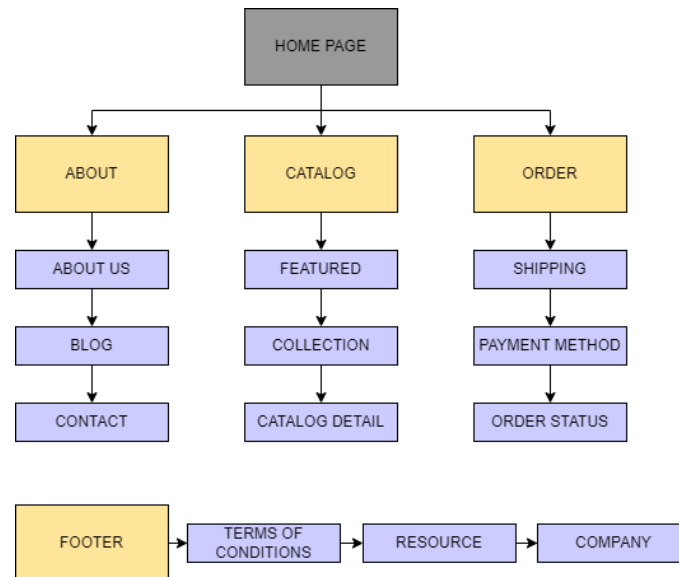 HOME PAGE
ABOUT
CATALOG
ORDER
ABOUT US
FEATURED
SHIPPING
BLOG
COLLECTION
PAYMENT METHOD
CONTACT
CATALOG DETAIL
ORDER STATUS
FOOTER
TERMS OF
CONDITIONS
RESOURCE
COMPANY